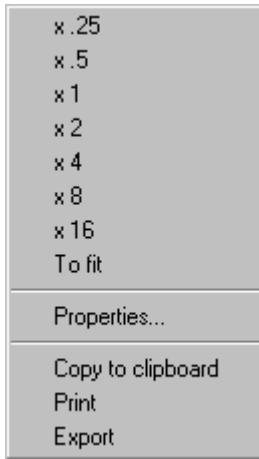 x .25
x .5
x 1
x 2
x 4
x 8
x 16
To fit
Properties...
Copy to clipboard
Print
Export